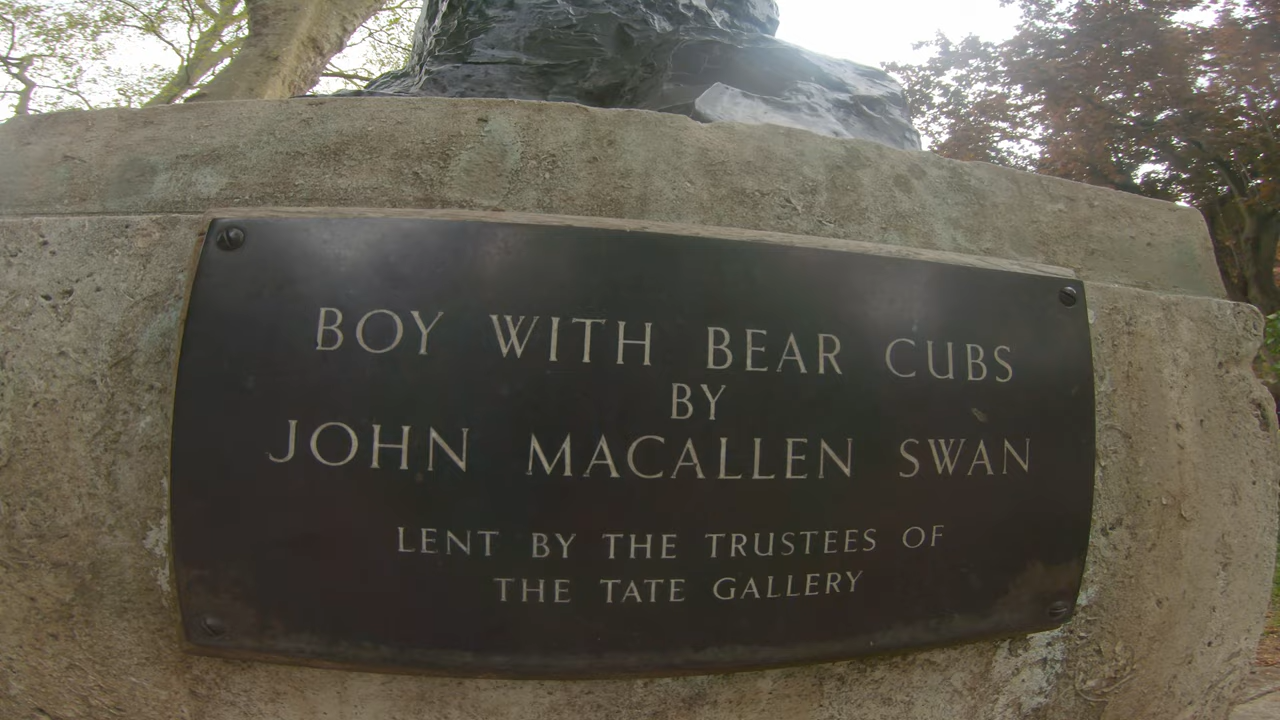 BOY WITH BEAR CUBS
BY
JOHN MACALLEN SWAN
LENT BY THE TRUSTEES OF
THE TATE GALLERY